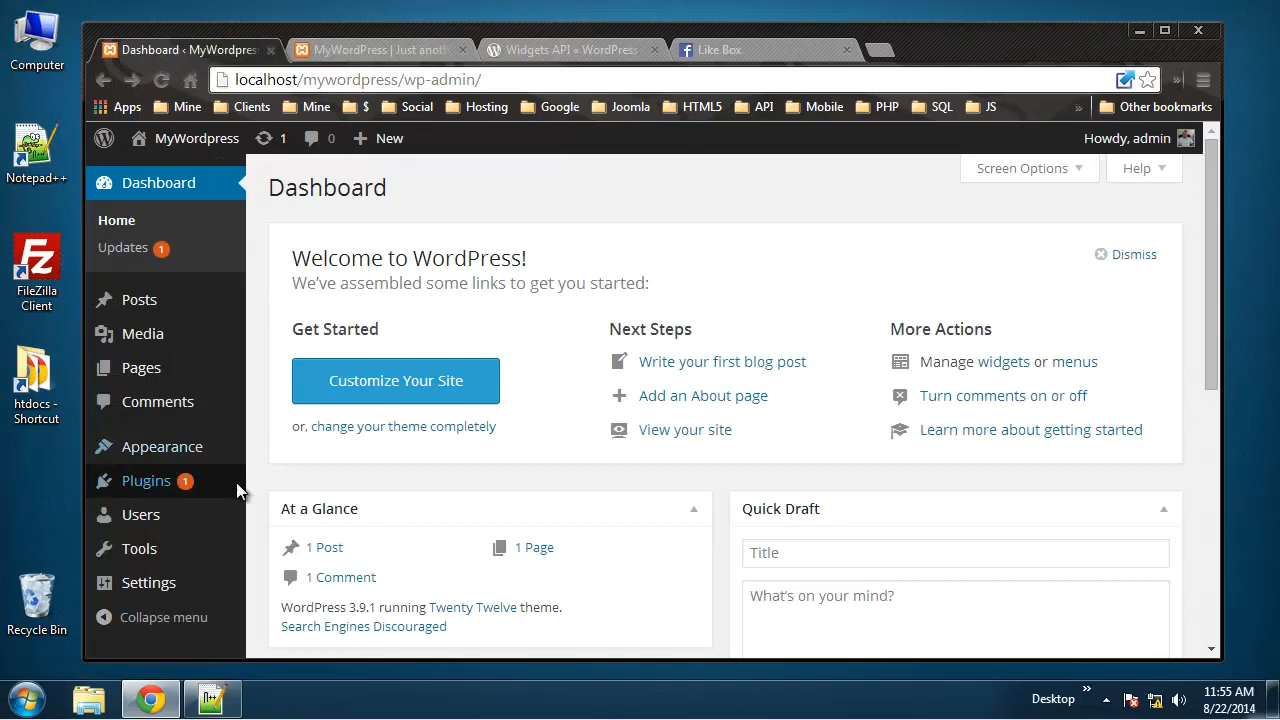 Computer
Notepad++
FileZilla
Client
htdocs -
Shortcut
Recycle Bin
Dashboard ‹ MyWordpres
MyWordPress | Just anot
Widgets API « WordPress
Like Box
localhost/mywordpress/wp-admin/
Apps Mine Clients Mine $ Social Hosting Google Joomla HTML5 API Mobile PHP SQL JS » Other bookmarks
MyWordpress 1 0 + New Howdy, admin
Dashboard
Home
Updates 1
Posts
Media
Pages
Comments
Appearance
Plugins 1
Users
Tools
Settings
Collapse menu
Screen Options Help
Dashboard
Welcome to WordPress!
Dismiss
We've assembled some links to get you started:
Get Started
Customize Your Site
or, change your theme completely
Next Steps
Write your first blog post
Add an About page
View your site
More Actions
Manage widgets or menus
Turn comments on or off
Learn more about getting started
At a Glance
1 Post 1 Page
1 Comment
WordPress 3.9.1 running Twenty Twelve theme.
Search Engines Discouraged
Quick Draft
Title
What's on your mind?
Desktop »
11:55 AM
8/22/2014